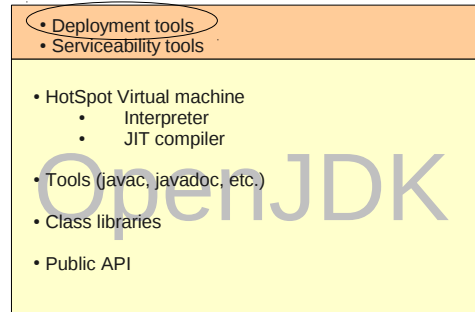 • Deployment tools
• Serviceability tools
• HotSpot Virtual machine
• Interpreter
• JIT compiler
• Tools (javac, javadoc, etc.)
OpenJDK
• Class libraries
• Public API